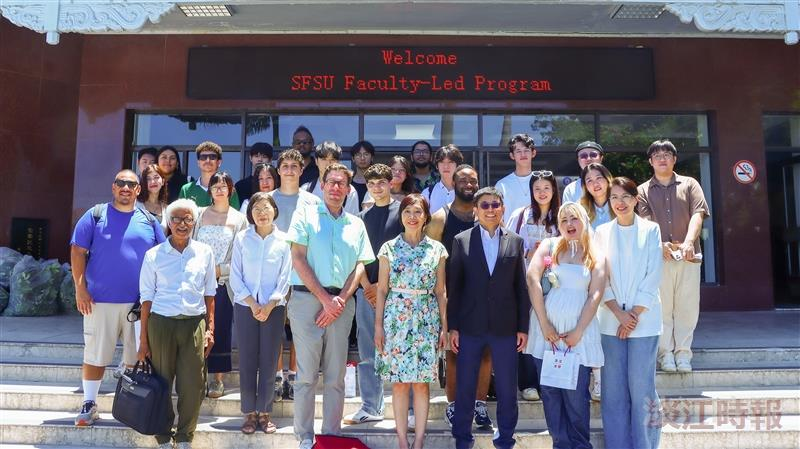 Welcome
SFSU Faculty-Led Program
淡江時報